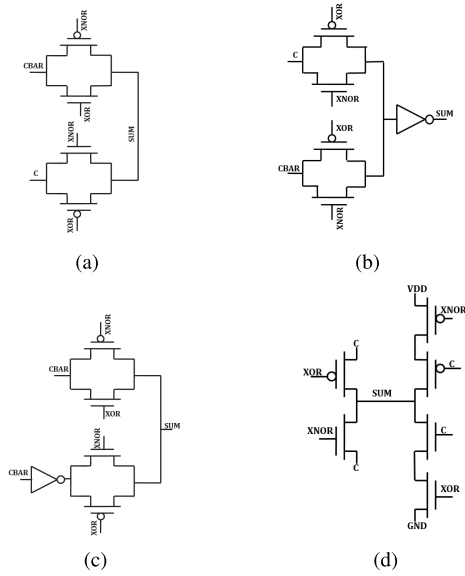 XNOR
CBAR
XOR
XNOR
SUM
C
XOR
(a)
XOR
C
XNOR
XOR
SUM
CBAR
XNOR
(b)
XNOR
CBAR
XOR
XNOR
SUM
CBAR
XOR
(c)
VDD
XNOR
C
XOR
C
SUM
XNOR
C
C
XOR
GND
(d)